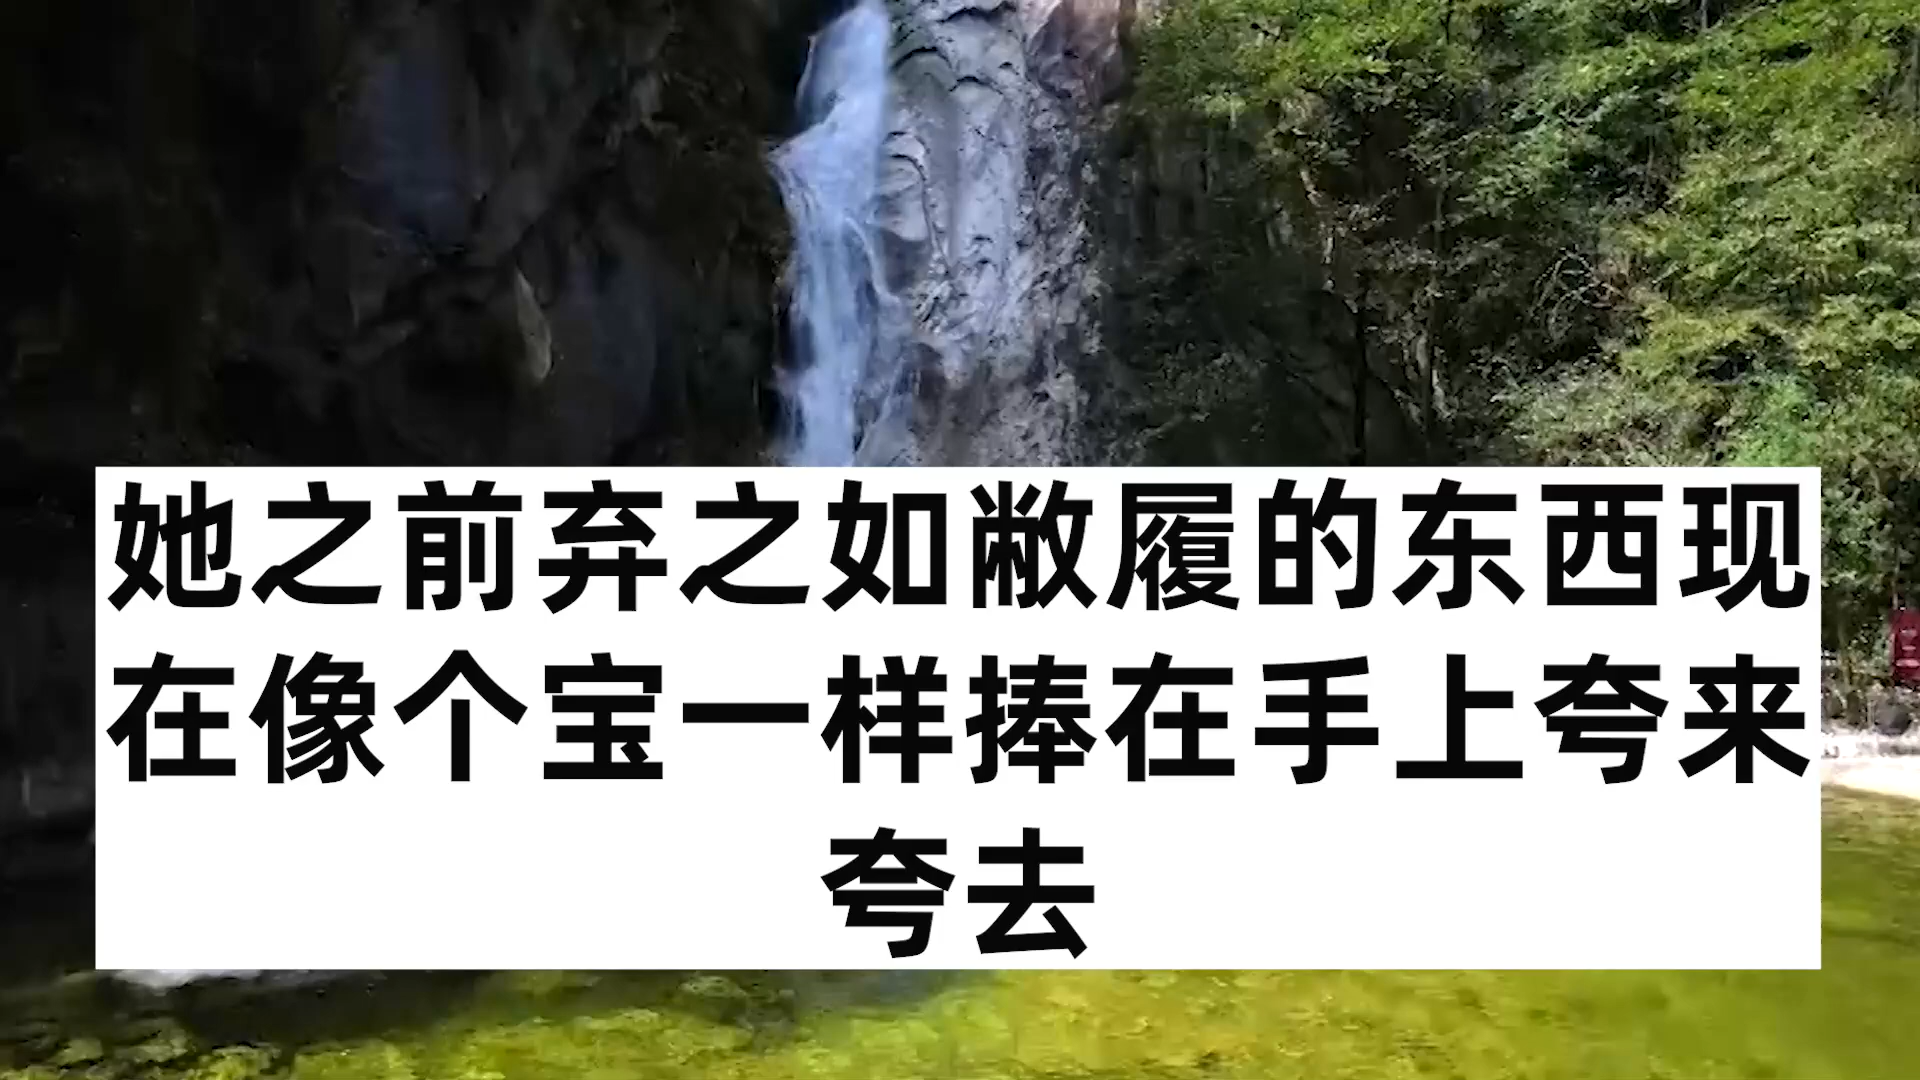 她之前弃之如敝履的东西现
在像个宝一样捧在手上夸来
夸去